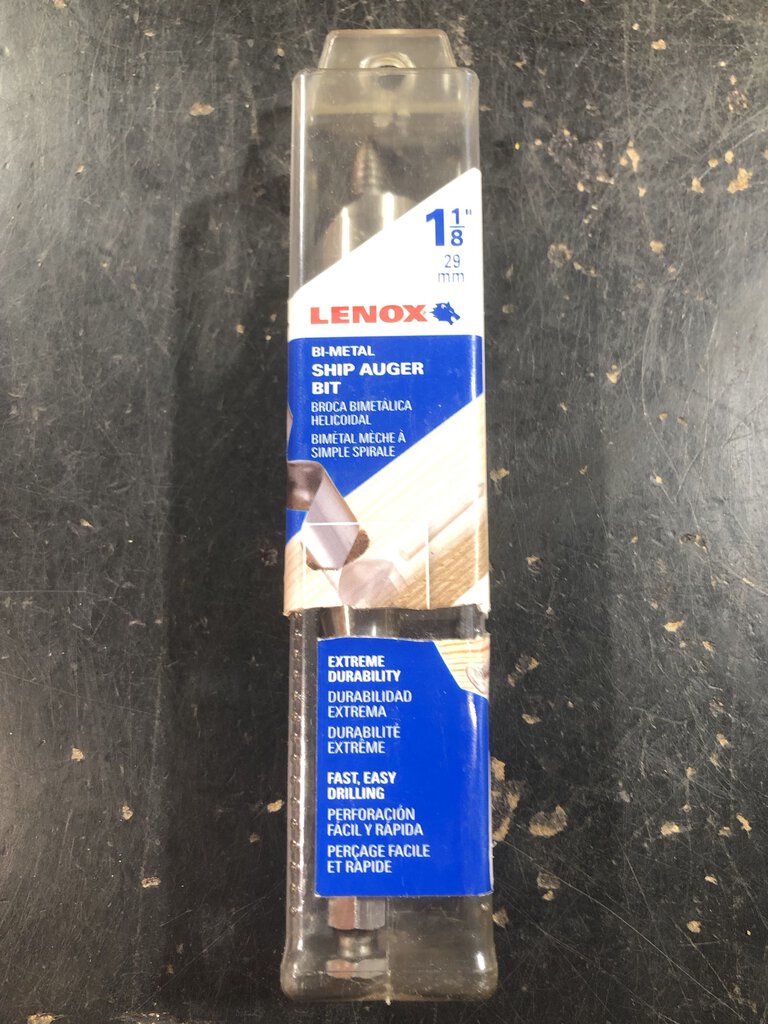 1 1/8"
29
mm
LENOX
BI-METAL
SHIP AUGER
BIT
BROCA BIMETÁLICA
HELICOIDAL
BIMÉTAL MÈCHE À
SIMPLE SPIRALE
EXTREME
DURABILITY
DURABILIDAD
EXTREMA
DURABILITÉ
EXTRÊME
FAST, EASY
DRILLING
PERFORACIÓN
FÁCIL Y RÁPIDA
PERÇAGE FACILE
ET RAPIDE